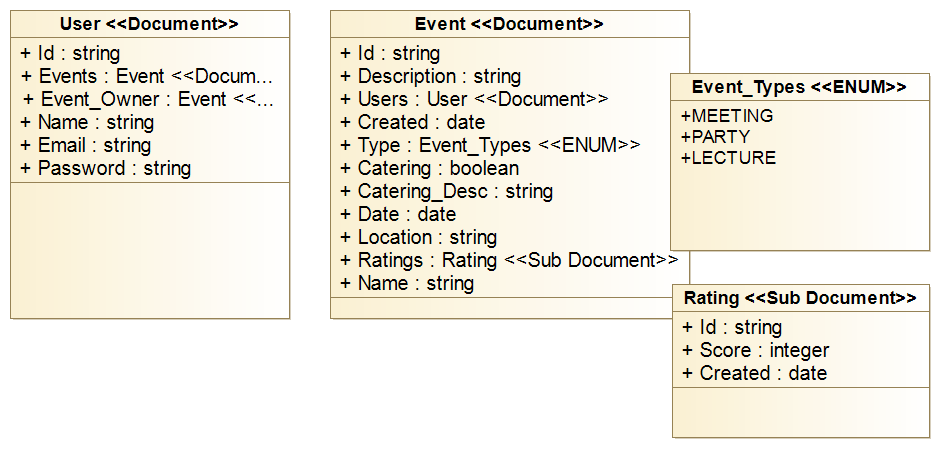 User <<Document>>
+ Id : string
+ Events : Event <<Docum...
+ Event_Owner : Event <<...
+ Name : string
+ Email : string
+ Password : string
Event <<Document>>
+ Id : string
+ Description : string
+ Users : User <<Document>>
+ Created : date
+ Type : Event_Types <<ENUM>>
+ Catering : boolean
+ Catering_Desc : string
+ Date : date
+ Location : string
+ Ratings : Rating <<Sub Document>>
+ Name : string
Event_Types <<ENUM>>
+MEETING
+PARTY
+LECTURE
Rating <<Sub Document>>
+ Id : string
+ Score : integer
+ Created : date